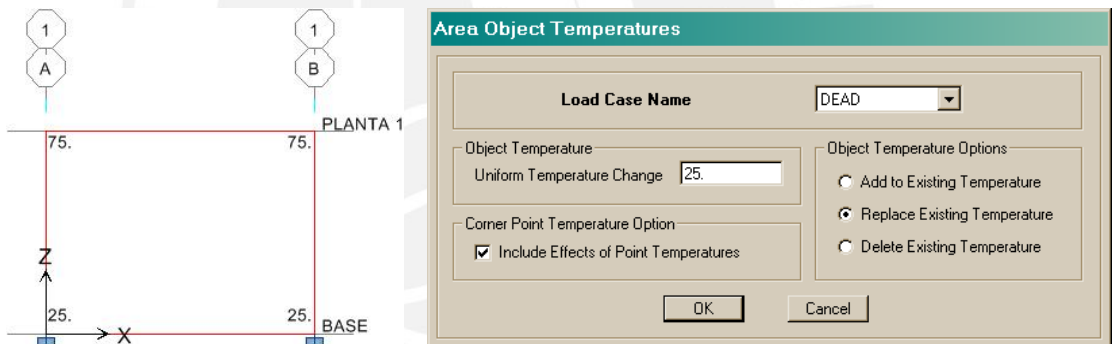 1
1
A
B
PLANTA 1
75.
75.
Z
25.
25.
BASE
X
Area Object Temperatures
Load Case Name
DEAD
Object Temperature
Uniform Temperature Change
25.
Corner Point Temperature Option
Include Effects of Point Temperatures
Object Temperature Options
Add to Existing Temperature
Replace Existing Temperature
Delete Existing Temperature
OK
Cancel